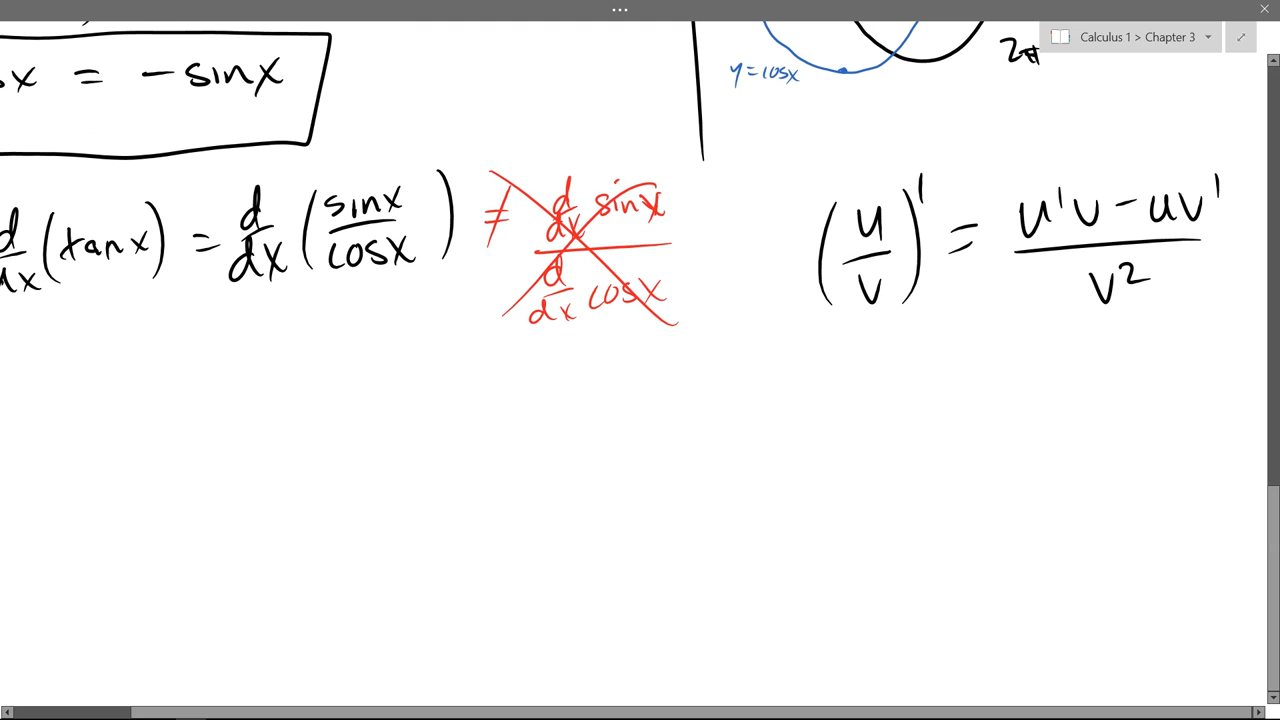 Calculus 1 > Chapter 3
x = -sinx
y=cosx
2π
d/dx (tanx) = d/dx (sinx/cosx) ≠ d/dx sinx / d/dx cosx
(u/v)' = u'v - uv' / v²